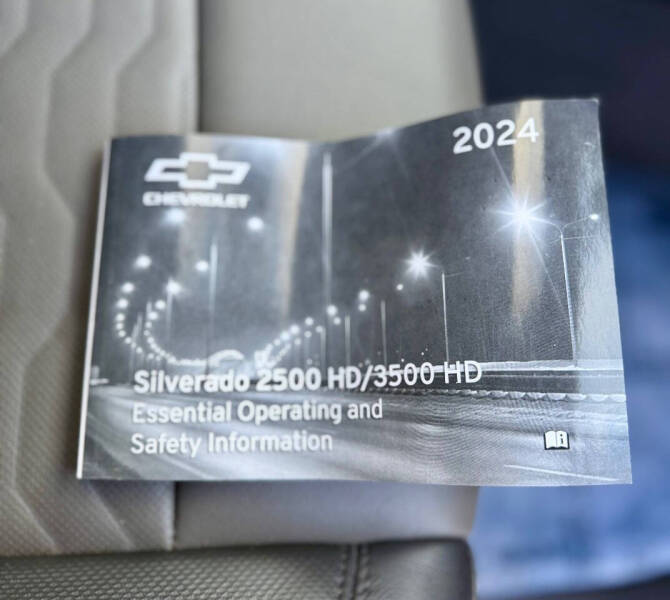 2024
CHEVROLET
Silverado 2500 HD/3500 HD
Essential Operating and
Safety Information